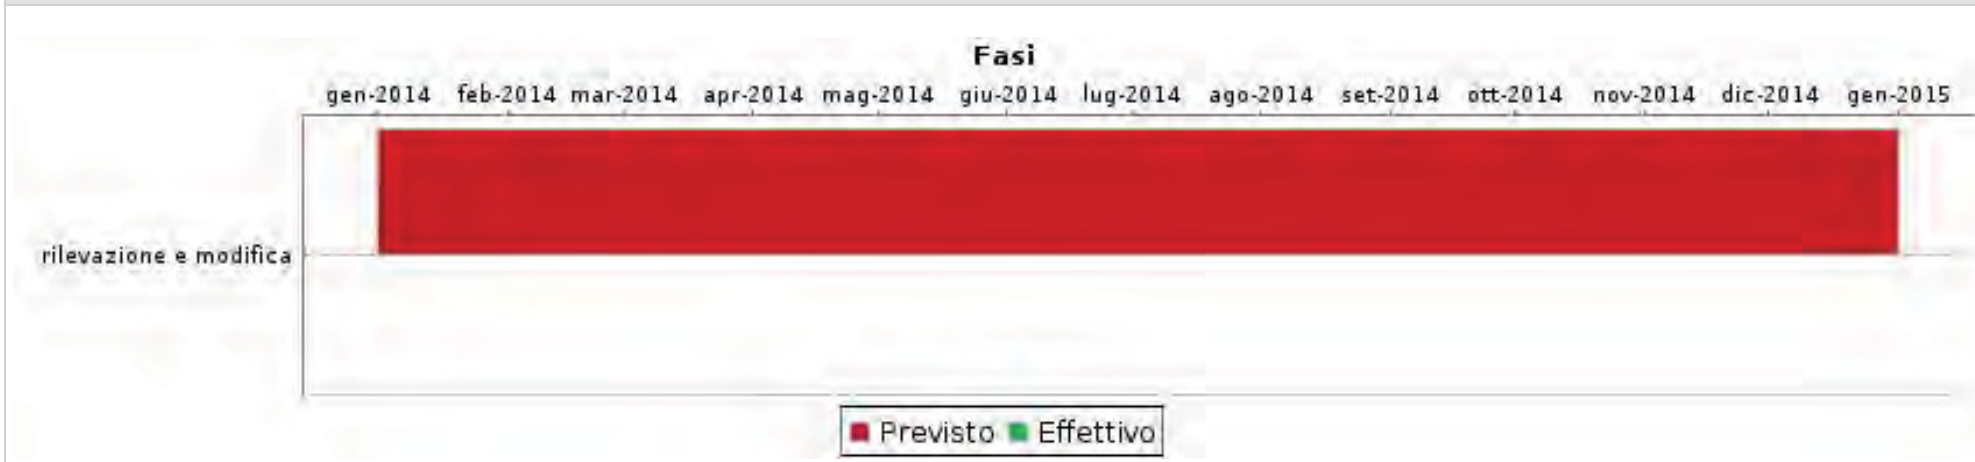 Fasi
gen-2014 feb-2014 mar-2014 apr-2014 mag-2014 giu-2014 lug-2014 ago-2014 set-2014 ott-2014 nov-2014 dic-2014 gen-2015
rilevazione e modifica
Previsto Effettivo